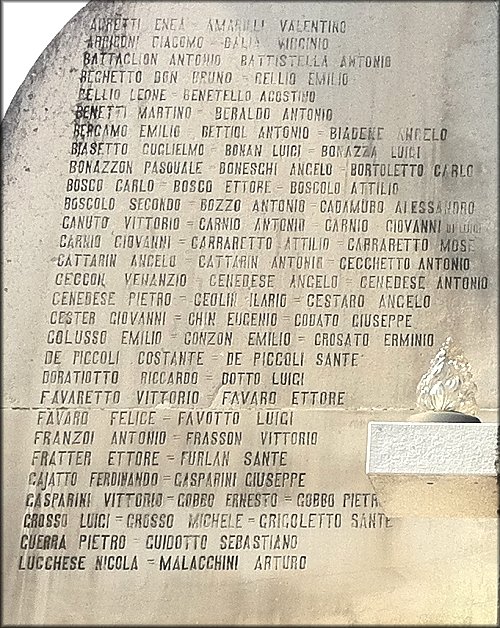 AGRETTI ENEA = AMARILLI VALENTINO
ARRIGONI GIACOMO = DALIA VIRGINIO
BATTAGLION ANTONIO = BATTISTELLA ANTONIO
BEGHETTO DON BRUNO = BELLIO EMILIO
BELLIO LEONE = BENETELLO AGOSTINO
BENETTI MARTINO = BERALDO ANTONIO
BERGAMO EMILIO = BETTIOL ANTONIO = BIADENE ANGELO
BIASETTO GUGLIELMO = BONAN LUIGI = BONAZZA LUIGI
BONAZZON PASQUALE = BONESCHI ANGELO = BORTOLETTO CARLO
BOSCO CARLO = BOSCO ETTORE = BOSCOLO ATTILIO
BOSCOLO SECONDO = BOZZO ANTONIO = CADAMURO ALESSANDRO
CANUTO VITTORIO = CARNIO ANTONIO = CARNIO GIOVANNI DI LUIGI
CARNIO GIOVANNI = CARRARETTO ATTILIO = CARRARETTO MOSE
CATTARIN ANGELO = CATTARIN ANTONIO = CECCHETTO ANTONIO
CECCON VENANZIO = CENEDESE ANGELO = CENEDESE ANTONIO
CENEDESE PIETRO = CEOLIN ILARIO = CESTARO ANGELO
CESTER GIOVANNI = CHIN EUGENIO = CODATO GIUSEPPE
COLUSSO EMILIO = CONZON EMILIO = CROSATO ERMINIO
DE PICCOLI COSTANTE = DE PICCOLI SANTE
DORATIOTTO RICCARDO = DOTTO LUIGI
FAVARETTO VITTORIO = FAVARO ETTORE
FAVARO FELICE = FAVOTTO LUIGI
FRANZOI ANTONIO = FRASSON VITTORIO
FRATTER ETTORE = FURLAN SANTE
GAIATTO FERDINANDO = GASPARINI GIUSEPPE
GASPARINI VITTORIO = GOBBO ERNESTO = GOBBO PIETR
GROSSO LUIGI = GROSSO MICHELE = GRIGOLETTO SANTE
GUERRA PIETRO = GUIDOTTO SEBASTIANO
LUCCHESE NICOLA = MALACCHINI ARTURO